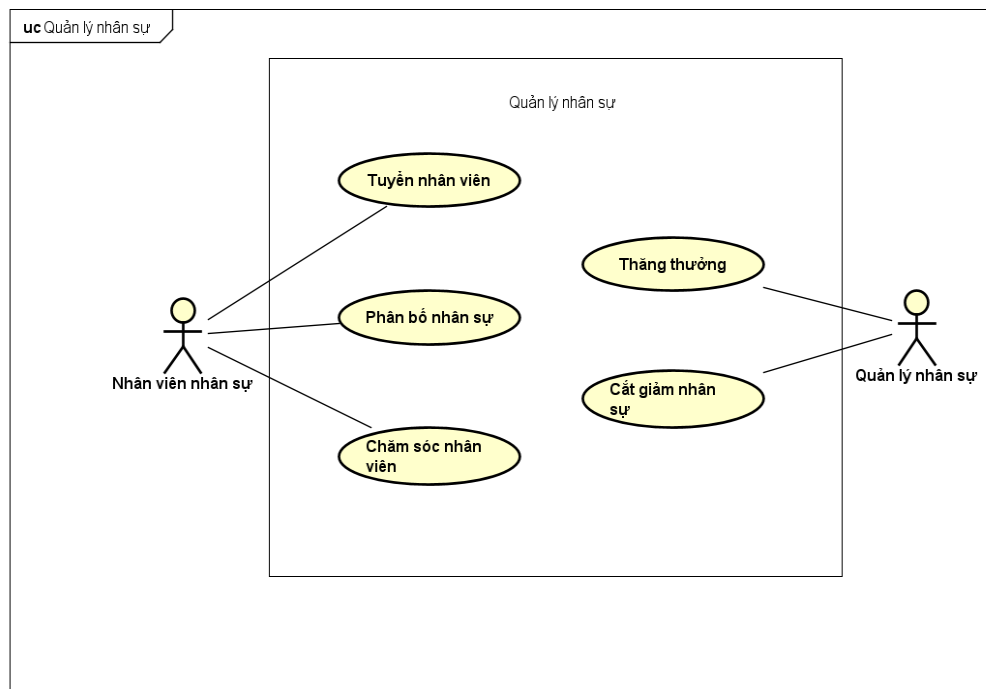 uc Quản lý nhân sự
Quản lý nhân sự
Tuyển nhân viên
Thăng thưởng
Phân bố nhân sự
Nhân viên nhân sự
Quản lý nhân sự
Cắt giảm nhân
sự
Chăm sóc nhân
viên